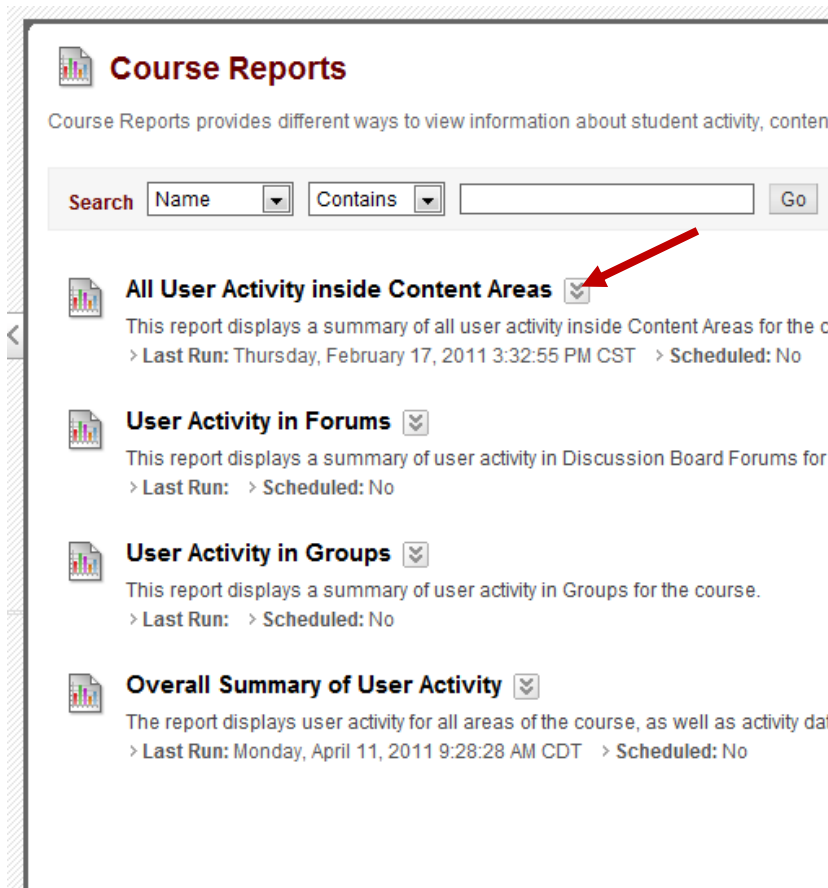 Course Reports
Course Reports provides different ways to view information about student activity, conten
Search Name Contains Go
All User Activity inside Content Areas
This report displays a summary of all user activity inside Content Areas for the c
> Last Run: Thursday, February 17, 2011 3:32:55 PM CST > Scheduled: No
User Activity in Forums
This report displays a summary of user activity in Discussion Board Forums for
> Last Run: > Scheduled: No
User Activity in Groups
This report displays a summary of user activity in Groups for the course.
> Last Run: > Scheduled: No
Overall Summary of User Activity
The report displays user activity for all areas of the course, as well as activity dat
> Last Run: Monday, April 11, 2011 9:28:28 AM CDT > Scheduled: No